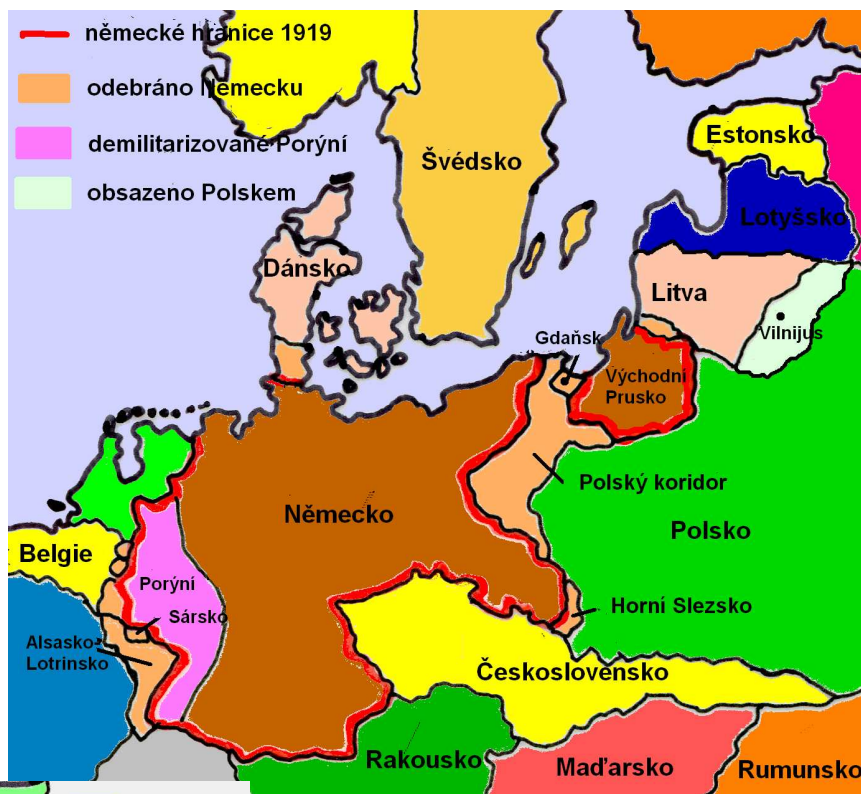 německé hranice 1919
odebráno Německu
demilitarizované Porýní
obsazeno Polskem
Estonsko
Švédsko
Lotyšsko
Dánsko
Litva
Vilnijus
Gdaňsk
Východní
Prusko
Polský koridor
Německo
Polsko
Belgie
Porýní
Sársko
Horní Slezsko
Alsasko-
Lotrinsko
Československo
Rakousko
Maďarsko
Rumunsko